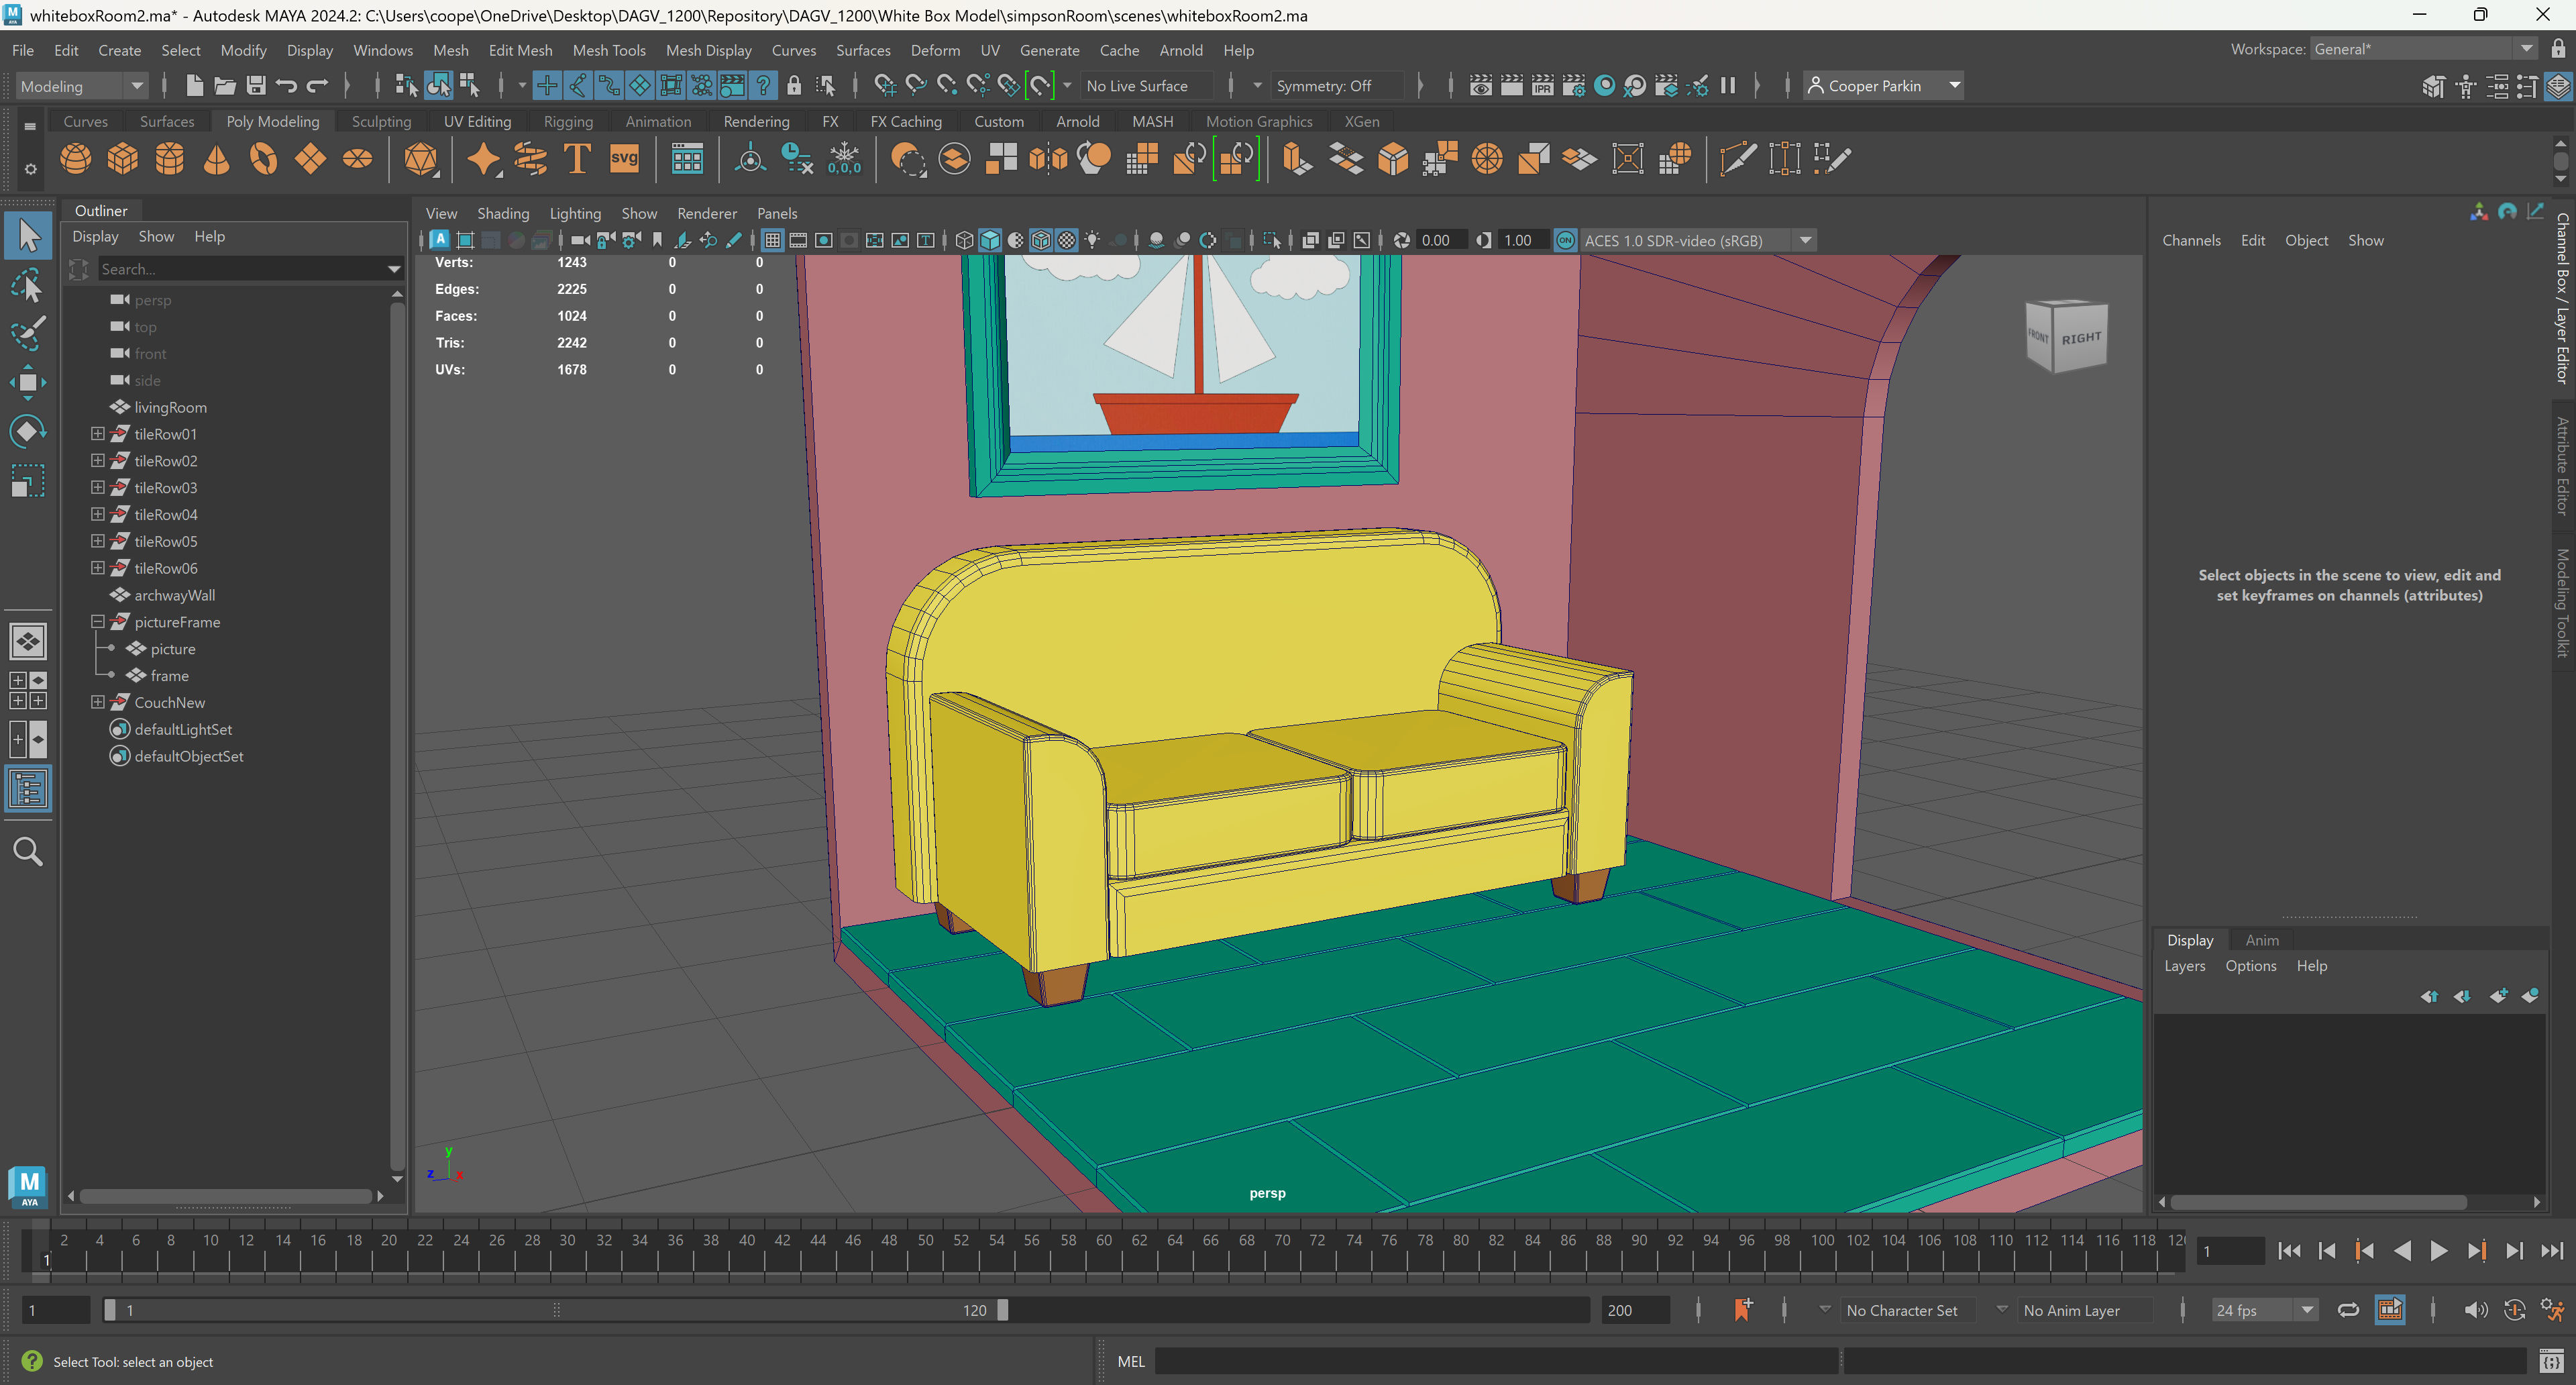 whiteboxRoom2.ma* - Autodesk MAYA 2024.2: C:\Users\coope\OneDrive\Desktop\DAGV_1200\Repository\DAGV_1200\White Box Model\simpsonRoom\scenes\whiteboxRoom2.ma
File Edit Create Select Modify Display Windows Mesh Edit Mesh Mesh Tools Mesh Display Curves Surfaces Deform UV Generate Cache Arnold Help Workspace: General*
Modeling No Live Surface Symmetry: Off IPR Cooper Parkin
Curves Surfaces Poly Modeling Sculpting UV Editing Rigging Animation Rendering FX FX Caching Custom Arnold MASH Motion Graphics XGen
T svg 0,0,0
Outliner
Display Show Help
Search...
persp
top
front
side
livingRoom
tileRow01
tileRow02
tileRow03
tileRow04
tileRow05
tileRow06
archwayWall
pictureFrame
picture
frame
CouchNew
defaultLightSet
defaultObjectSet
M
AYA
View Shading Lighting Show Renderer Panels
0.00 1.00 ON ACES 1.0 SDR-video (sRGB)
Verts: 1243 0 0
Edges: 2225 0 0
Faces: 1024 0 0
Tris: 2242 0 0
UVs: 1678 0 0
FRONT RIGHT
y
z x
persp
Channels Edit Object Show
Select objects in the scene to view, edit and
set keyframes on channels (attributes)
Channel Box / Layer Editor
Attribute Editor
Modeling Toolkit
Display Anim
Layers Options Help
1 2 4 6 8 10 12 14 16 18 20 22 24 26 28 30 32 34 36 38 40 42 44 46 48 50 52 54 56 58 60 62 64 66 68 70 72 74 76 78 80 82 84 86 88 90 92 94 96 98 100 102 104 106 108 110 112 114 116 118 1
1 1 120 200 No Character Set No Anim Layer 24 fps
Select Tool: select an object MEL